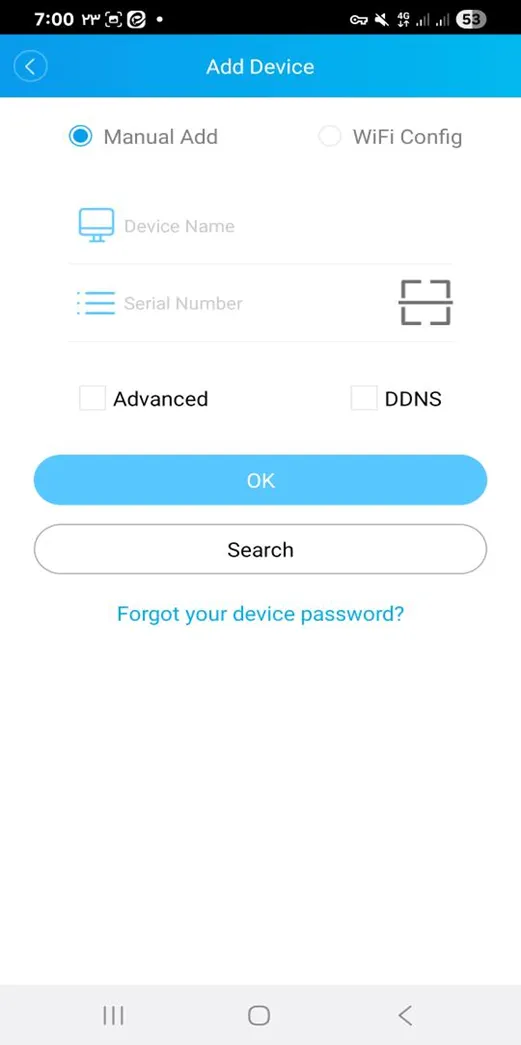 7:00 ٢٣
4G
53
Add Device
Manual Add
WiFi Config
Device Name
Serial Number
Advanced
DDNS
OK
Search
Forgot your device password?